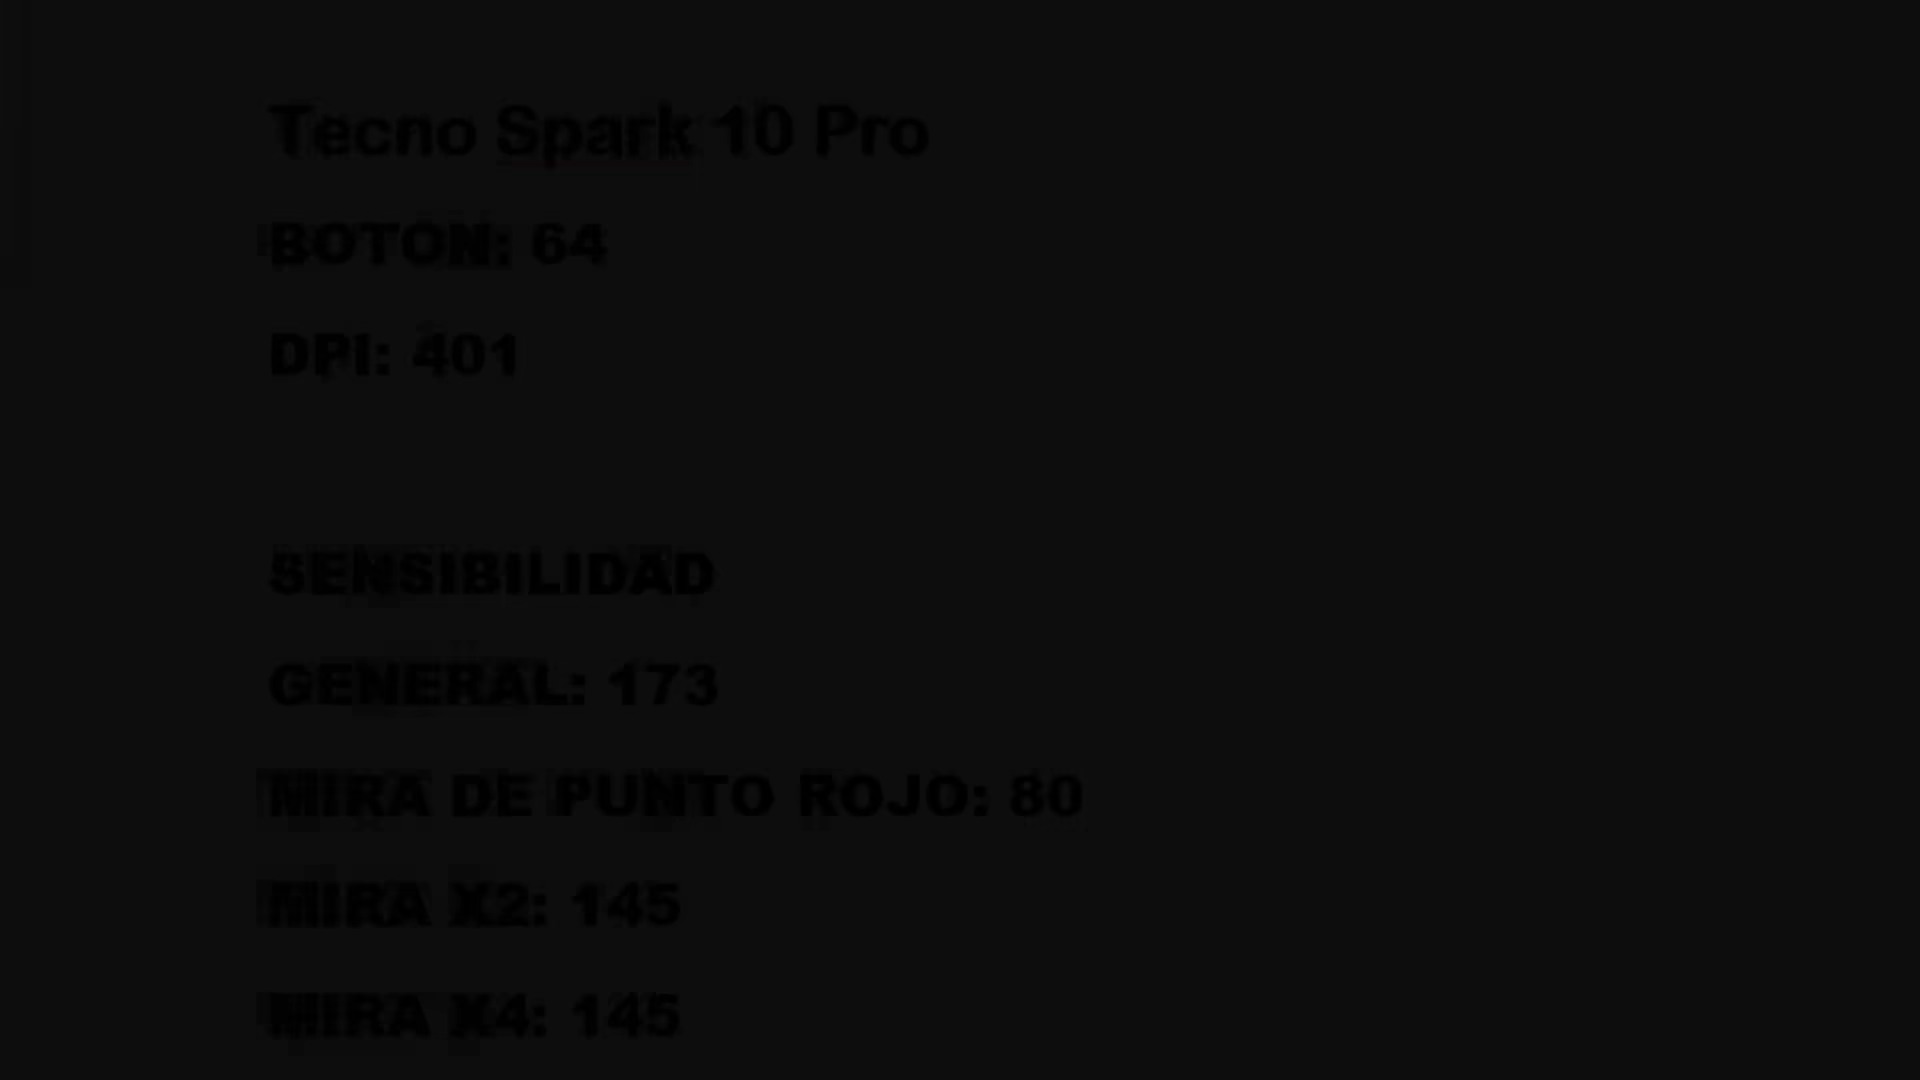 Tecno Spark 10 Pro
BOTON: 64
DPI: 401
SENSIBILIDAD
GENERAL: 173
MIRA DE PUNTO ROJO: 80
MIRA X2: 145
MIRA X4: 145